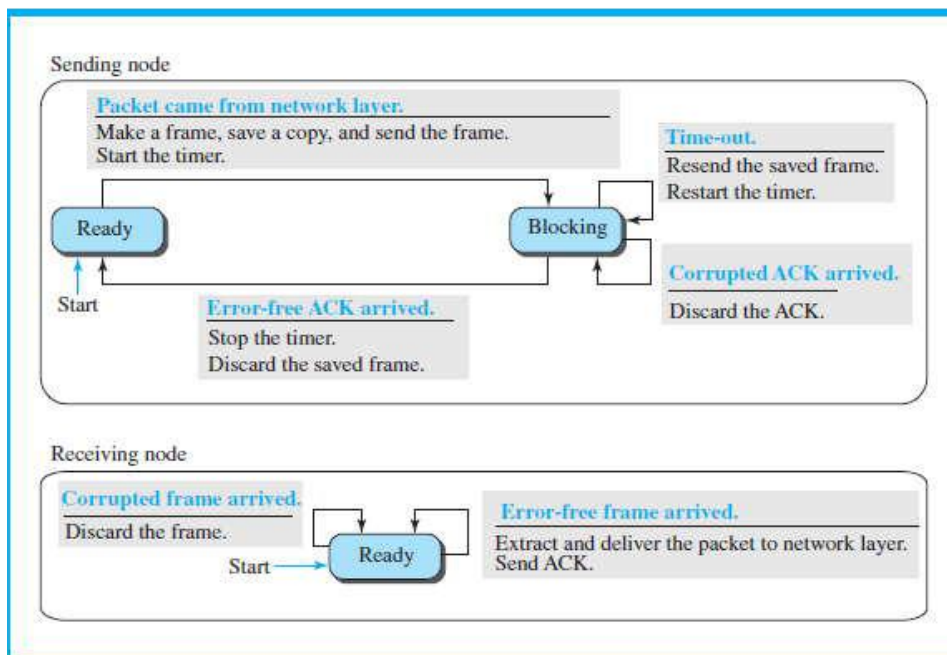 Sending node
Packet came from network layer.
Make a frame, save a copy, and send the frame.
Start the timer.
Time-out.
Resend the saved frame.
Restart the timer.
Ready
Blocking
Start
Error-free ACK arrived.
Stop the timer.
Discard the saved frame.
Corrupted ACK arrived.
Discard the ACK.
Receiving node
Corrupted frame arrived.
Discard the frame.
Start
Ready
Error-free frame arrived.
Extract and deliver the packet to network layer.
Send ACK.